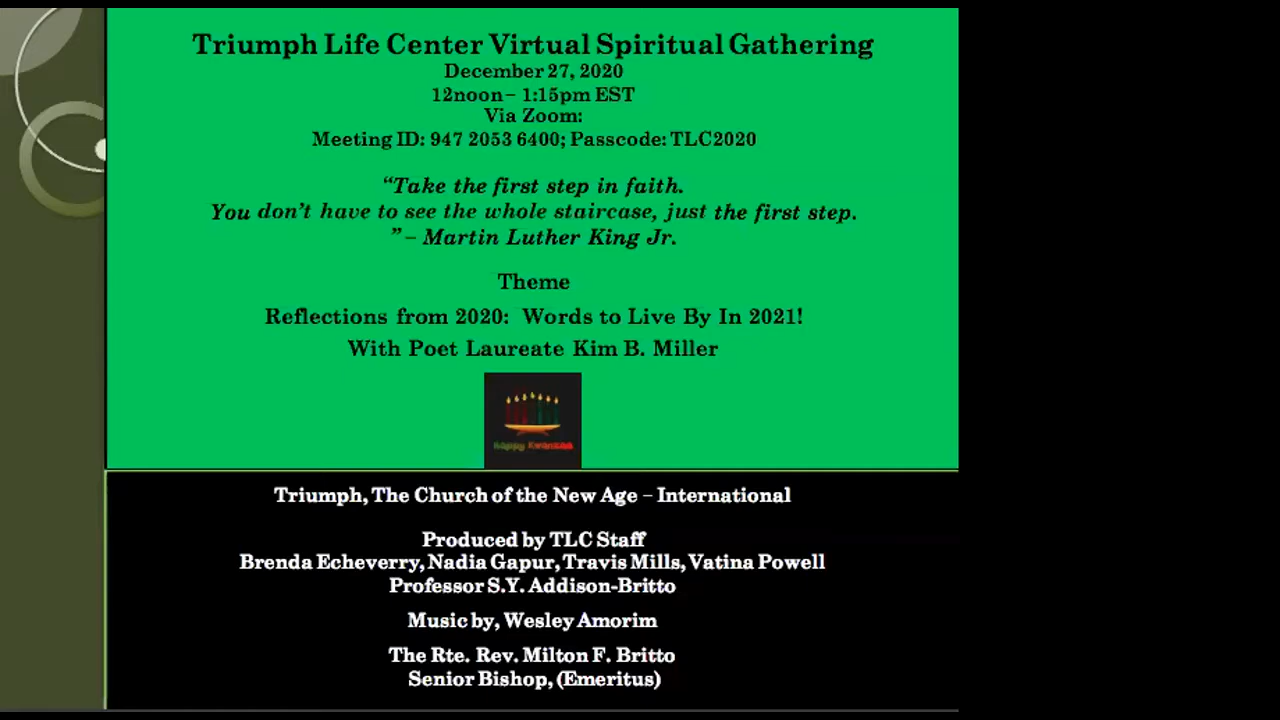 Triumph Life Center Virtual Spiritual Gathering
December 27, 2020
12noon – 1:15pm EST
Via Zoom:
Meeting ID: 947 2053 6400; Passcode: TLC2020
“Take the first step in faith.
You don’t have to see the whole staircase, just the first step.
” – Martin Luther King Jr.
Theme
Reflections from 2020: Words to Live By In 2021!
With Poet Laureate Kim B. Miller
Happy Kwanzaa
Triumph, The Church of the New Age – International
Produced by TLC Staff
Brenda Echeverry, Nadia Gapur, Travis Mills, Vatina Powell
Professor S.Y. Addison-Britto
Music by, Wesley Amorim
The Rte. Rev. Milton F. Britto
Senior Bishop, (Emeritus)